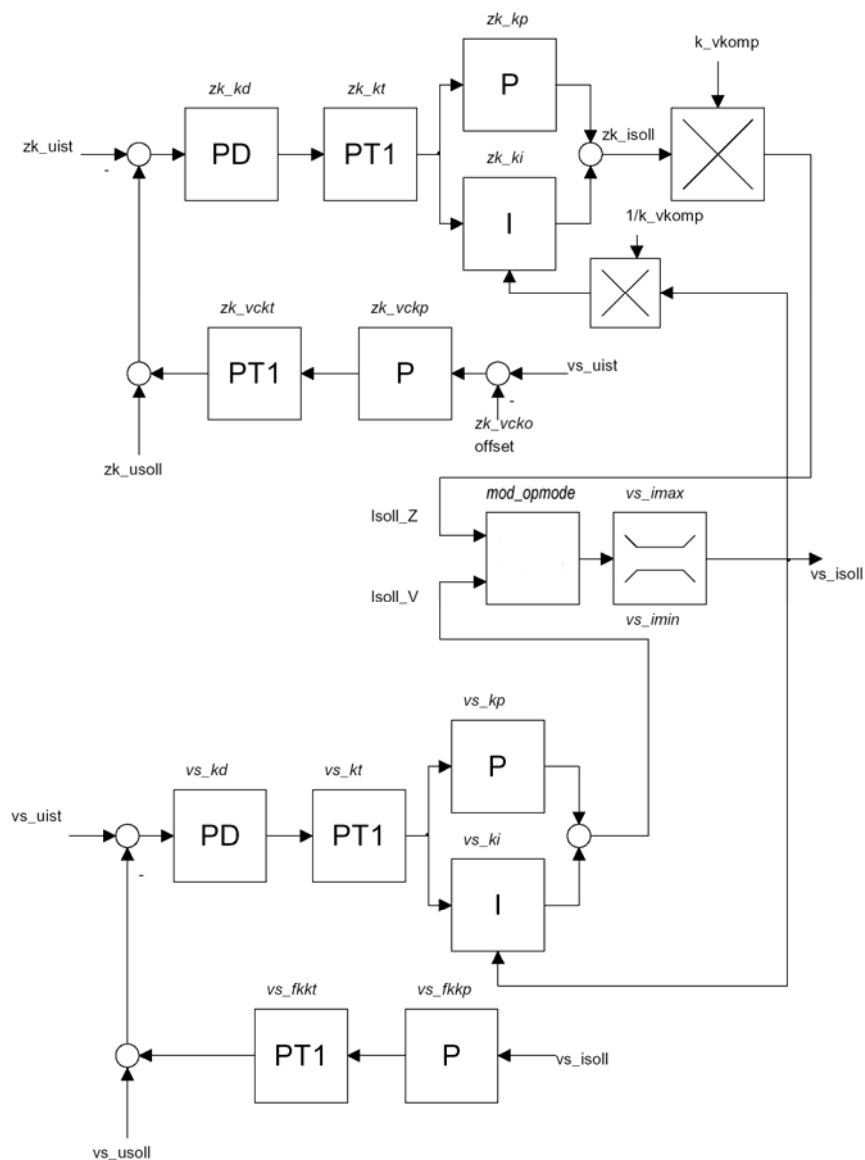 zk_kp
k_vkomp
zk_kd
zk_kt
P
zk_isoll
zk_uist
PD
PT1
zk_ki
-
I
1/k_vkomp
zk_vckt
zk_vckp
PT1
P
vs_uist
-
zk_vcko
offset
zk_usoll
mod_opmode
vs_imax
Isoll_Z
vs_isoll
Isoll_V
vs_imin
vs_kp
vs_kd
vs_kt
P
vs_uist
PD
PT1
vs_ki
-
I
vs_fkkt
vs_fkkp
PT1
P
vs_isoll
vs_usoll